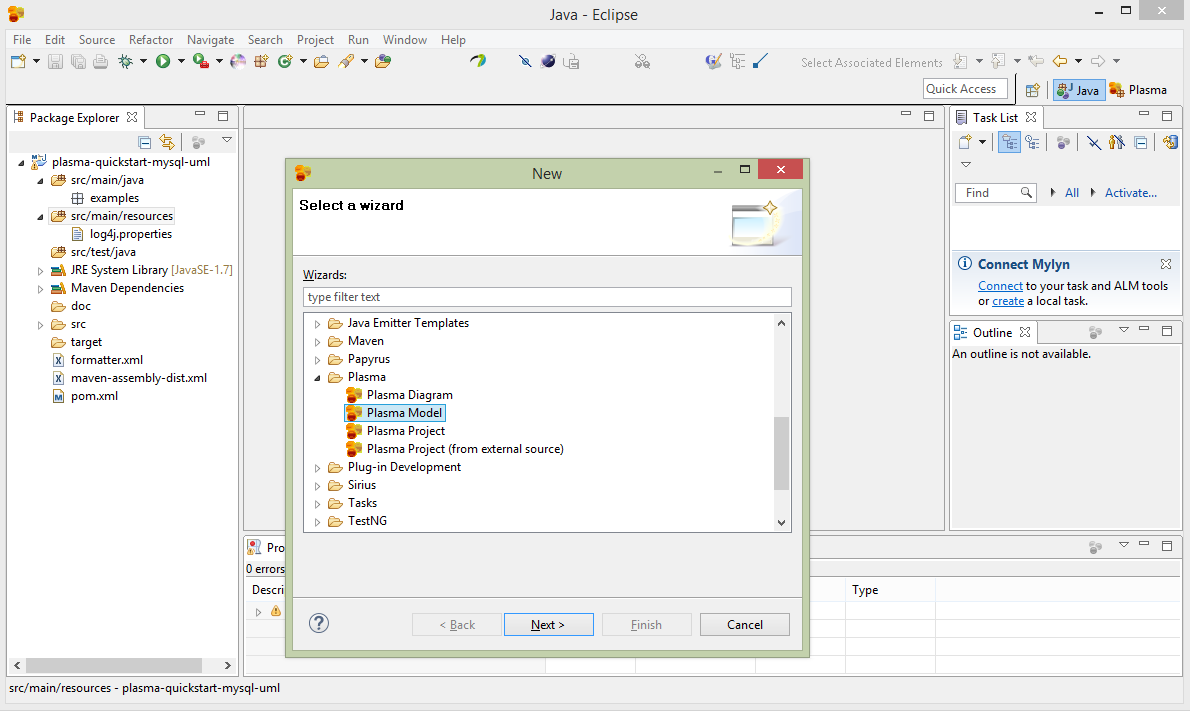 Java - Eclipse
File Edit Source Refactor Navigate Search Project Run Window Help
Select Associated Elements
Quick Access
Java
Plasma
Package Explorer
plasma-quickstart-mysql-uml
src/main/java
examples
src/main/resources
log4j.properties
src/test/java
JRE System Library [JavaSE-1.7]
Maven Dependencies
doc
src
target
formatter.xml
maven-assembly-dist.xml
pom.xml
New
Select a wizard
Wizards:
type filter text
Java Emitter Templates
Maven
Papyrus
Plasma
Plasma Diagram
Plasma Model
Plasma Project
Plasma Project (from external source)
Plug-in Development
Sirius
Tasks
TestNG
< Back
Next >
Finish
Cancel
Task List
Find
All
Activate...
Connect Mylyn
Connect to your task and ALM tools
or create a local task.
Outline
An outline is not available.
Pro
0 errors
Descri
Type
src/main/resources - plasma-quickstart-mysql-uml